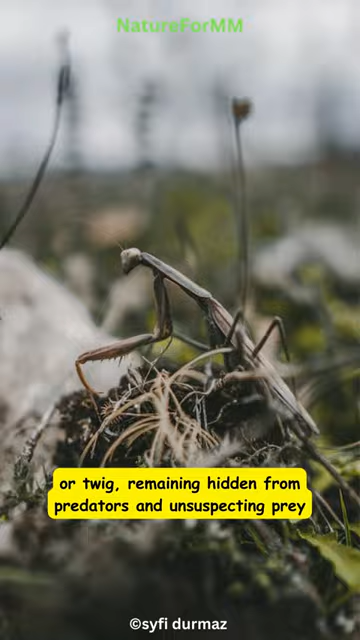 NatureForMM
or twig, remaining hidden from
predators and unsuspecting prey
©syfi durmaz